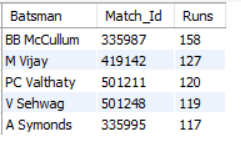 Batsman Match_Id Runs
BB McCullum 335987 158
M Vijay 419142 127
PC Valthaty 501211 120
V Sehwag 501248 119
A Symonds 335995 117